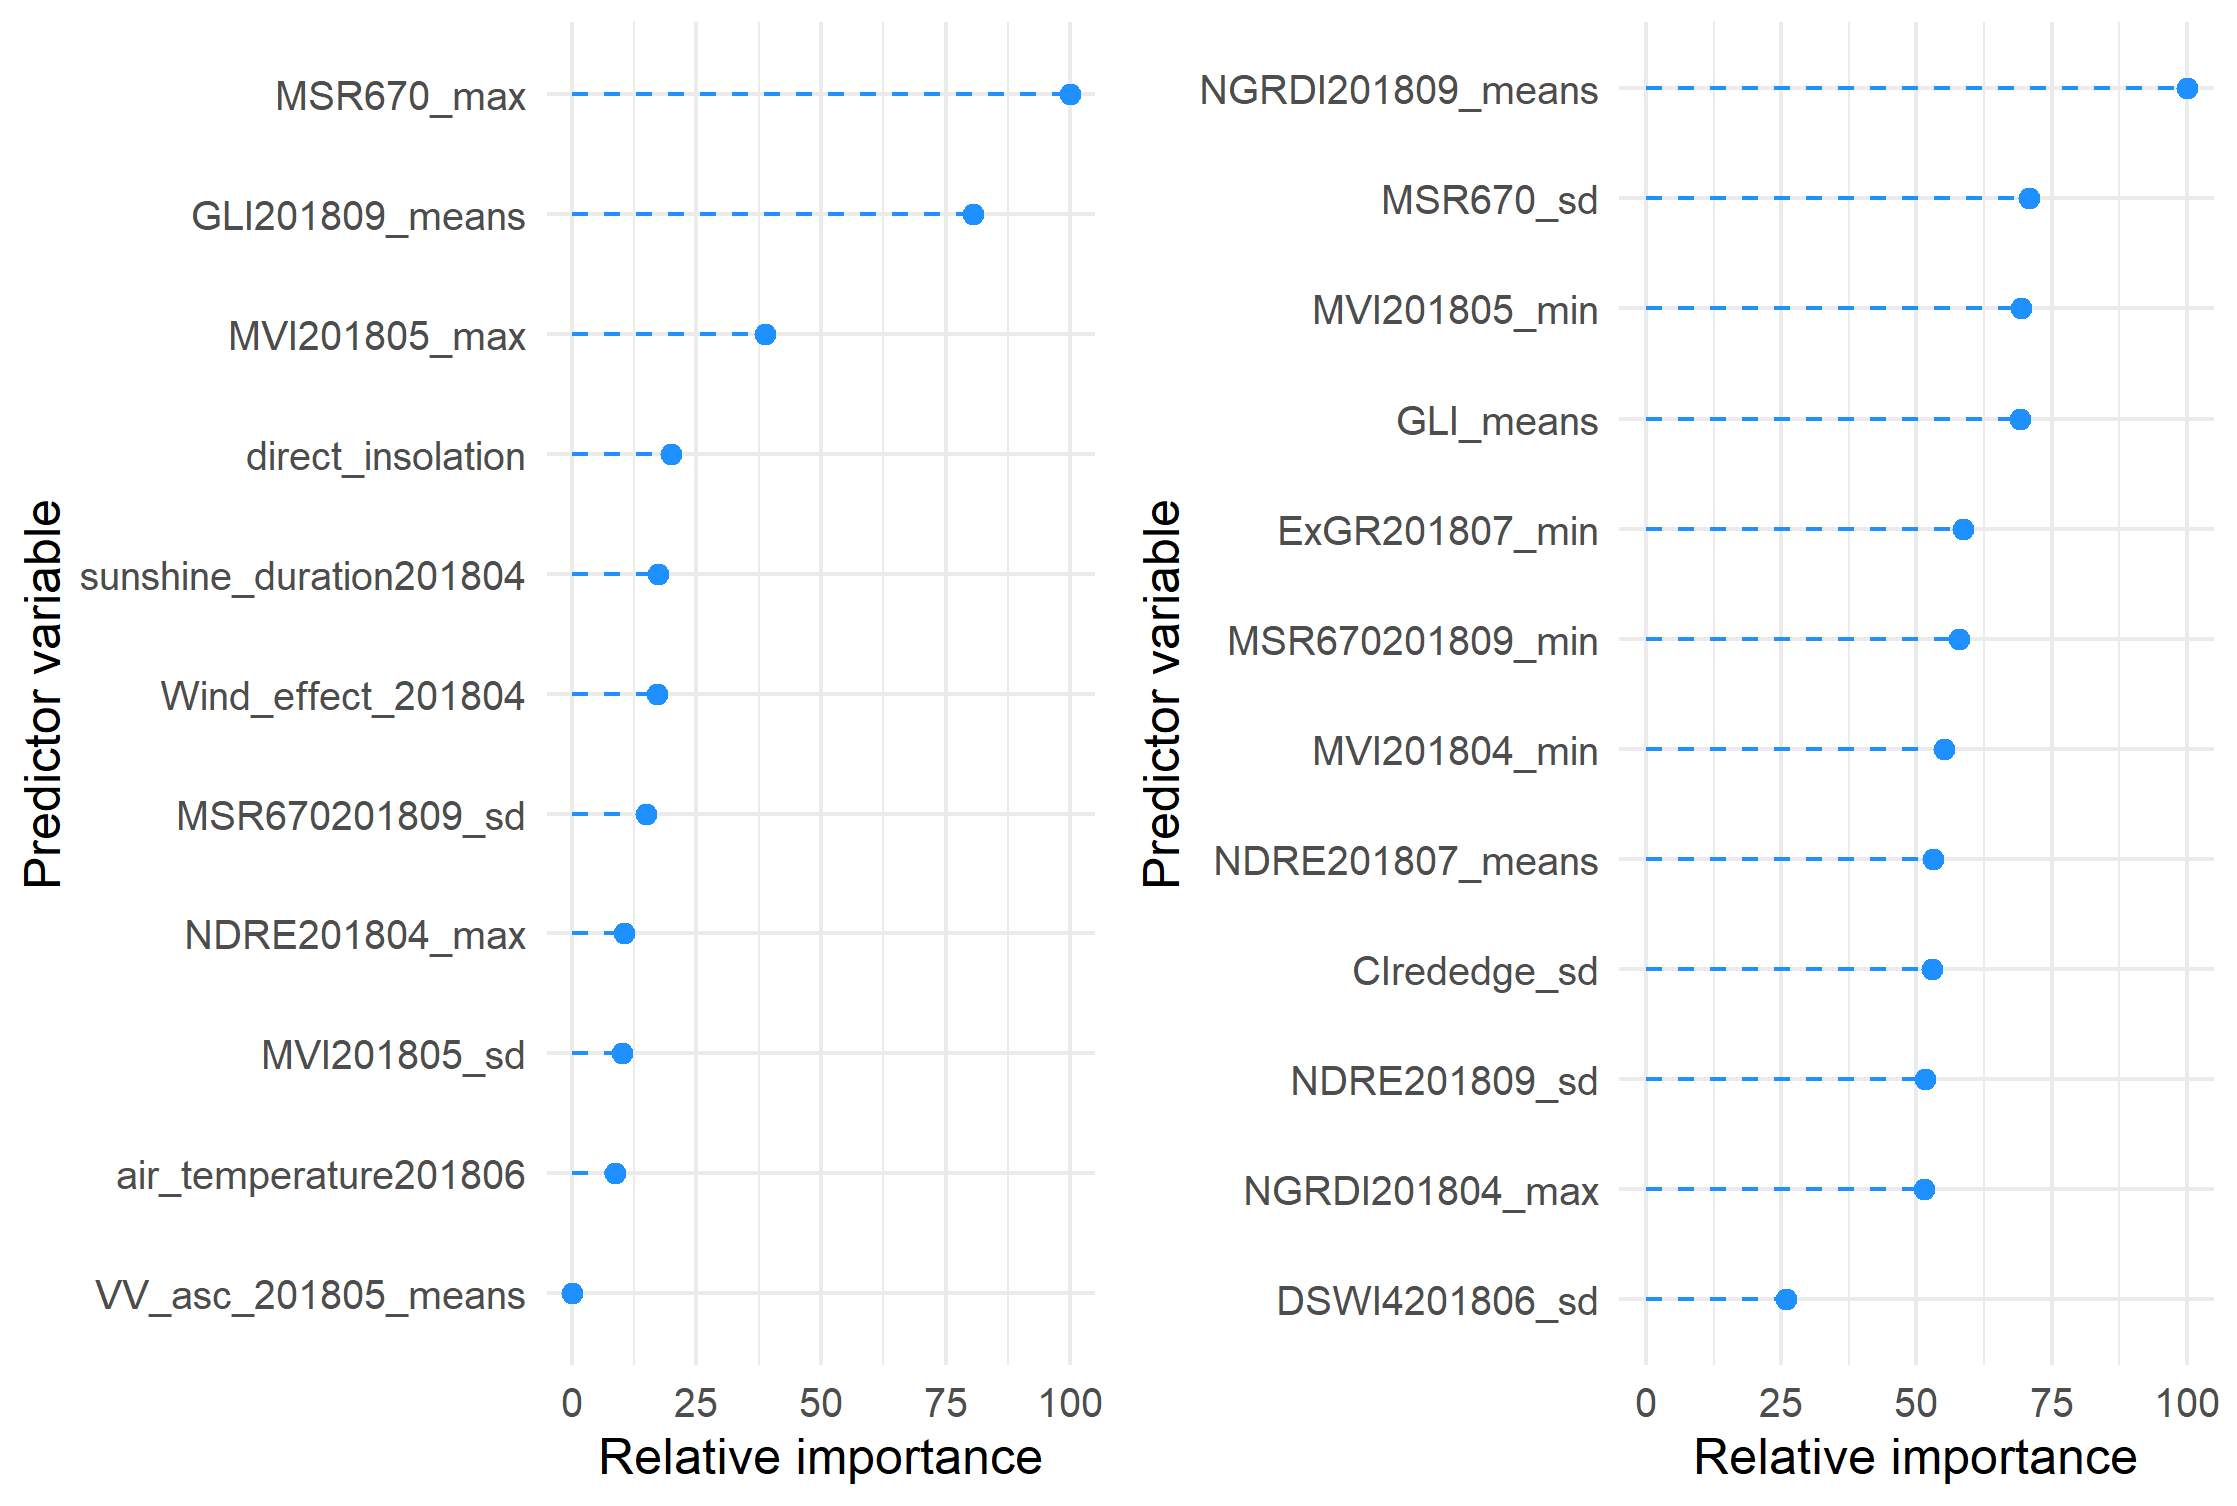 Predictor variable
MSR670_max
GLI201809_means
MVI201805_max
direct_insolation
sunshine_duration201804
Wind_effect_201804
MSR670201809_sd
NDRE201804_max
MVI201805_sd
air_temperature201806
VV_asc_201805_means
0 25 50 75 100
Relative importance
Predictor variable
NGRDI201809_means
MSR670_sd
MVI201805_min
GLI_means
ExGR201807_min
MSR670201809_min
MVI201804_min
NDRE201807_means
CIrededge_sd
NDRE201809_sd
NGRDI201804_max
DSWI4201806_sd
0 25 50 75 100
Relative importance